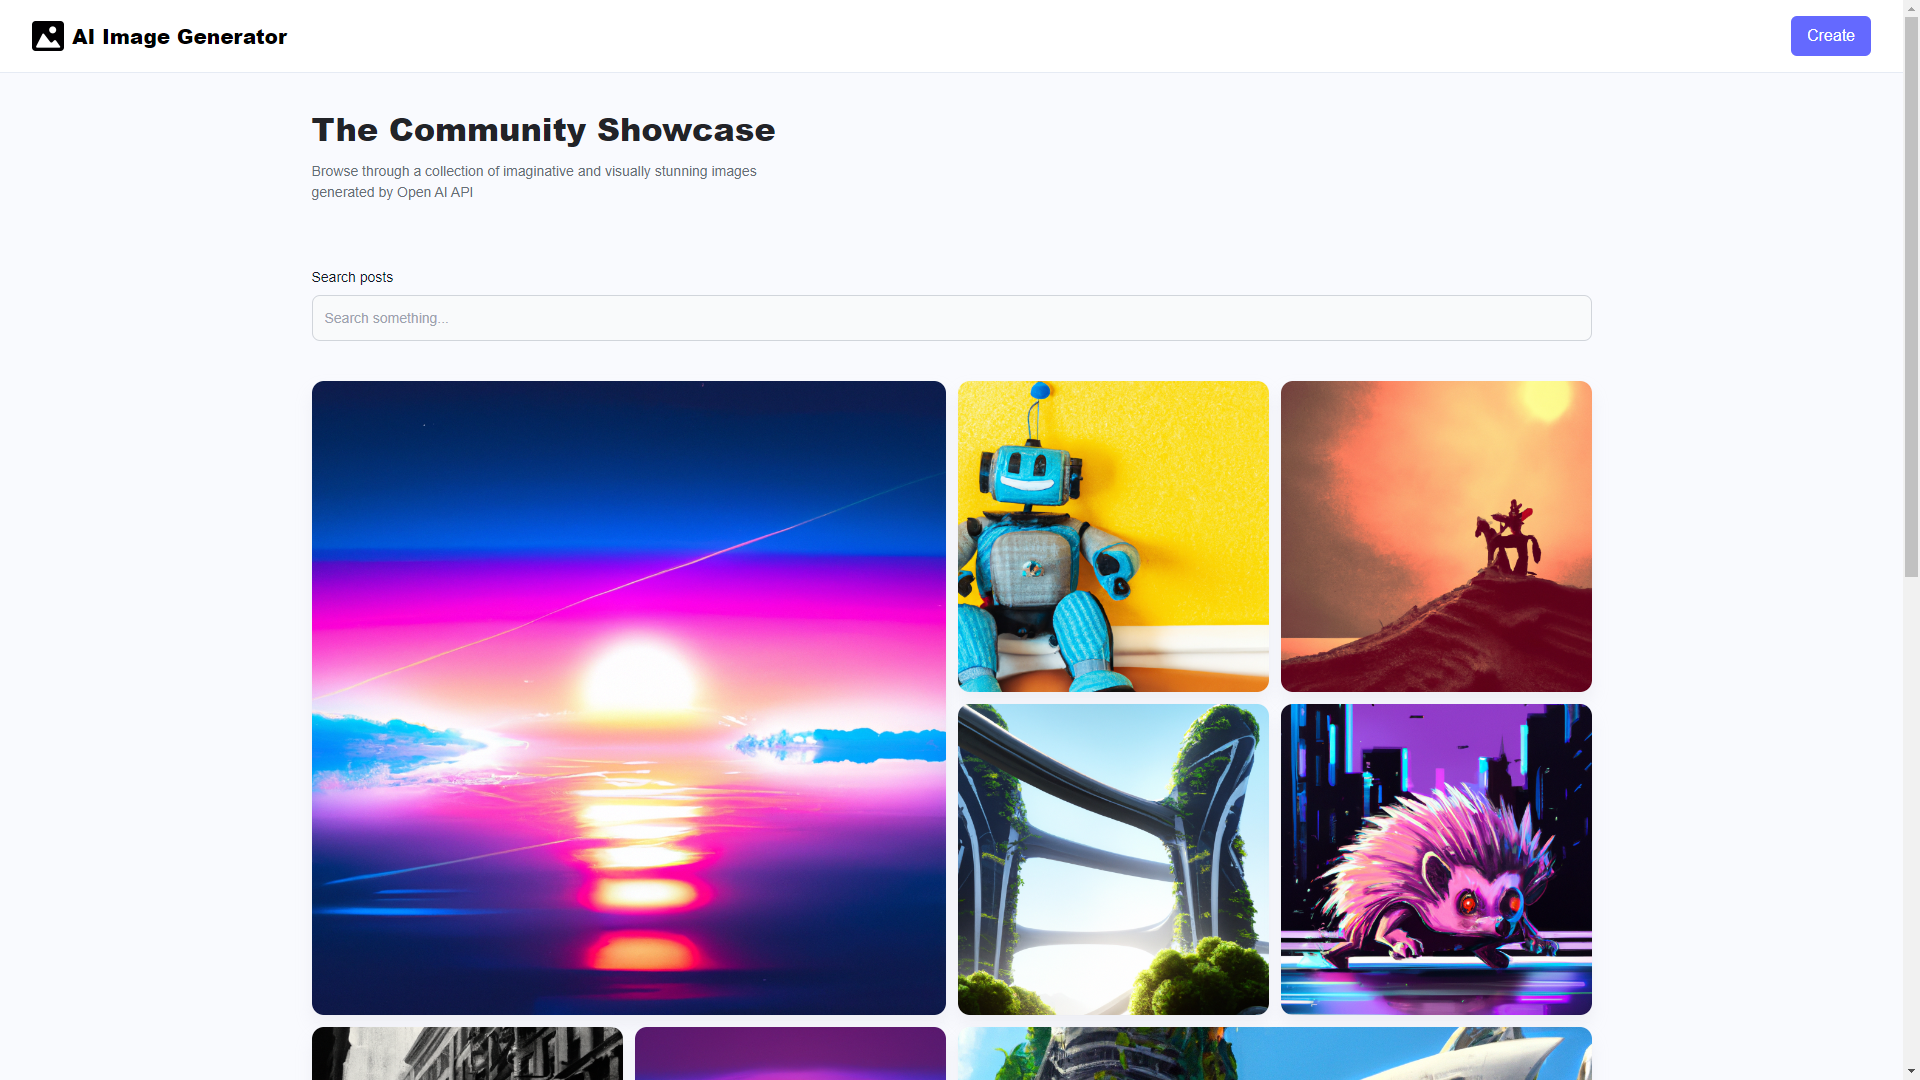 AI Image Generator
Create
The Community Showcase
Browse through a collection of imaginative and visually stunning images
generated by Open AI API
Search posts
Search something...